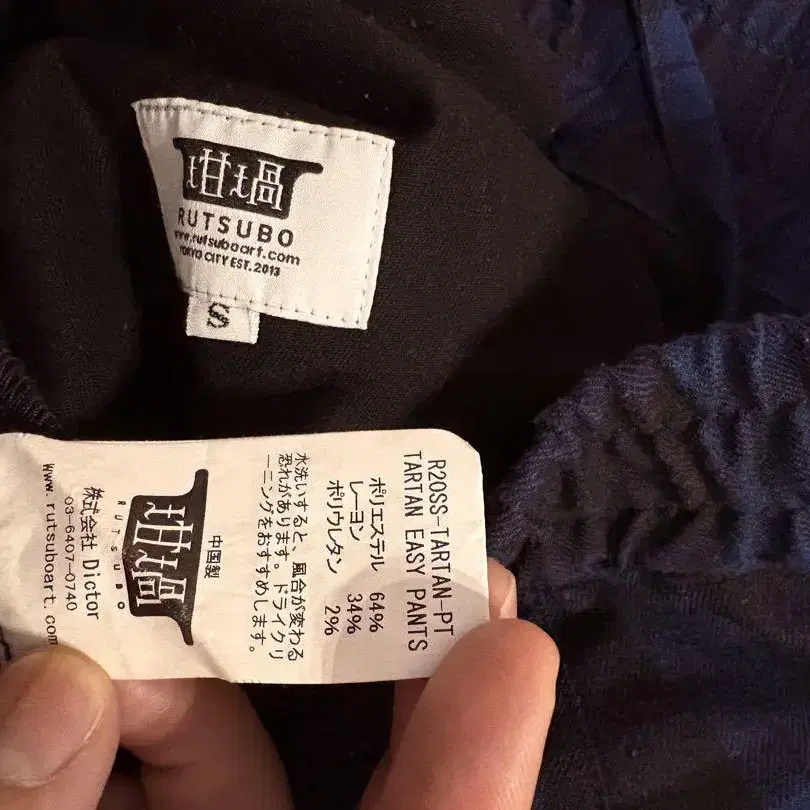 坩堝
RUTSUBO
www.rutsuboart.com
TOKYO CITY EST. 2013
S
R20SS-TARTAN-PT
TARTAN EASY PANTS
ポリエステル 64%
レーヨン 34%
ポリウレタン 2%
水洗いすると、風合が変わる
恐れがあります。ドライクリ
ーニングをおすすめします。
中国製
坩堝
RUTSUBO
株式会社 Dictor
03-6407-0740
www.rutsuboart.com